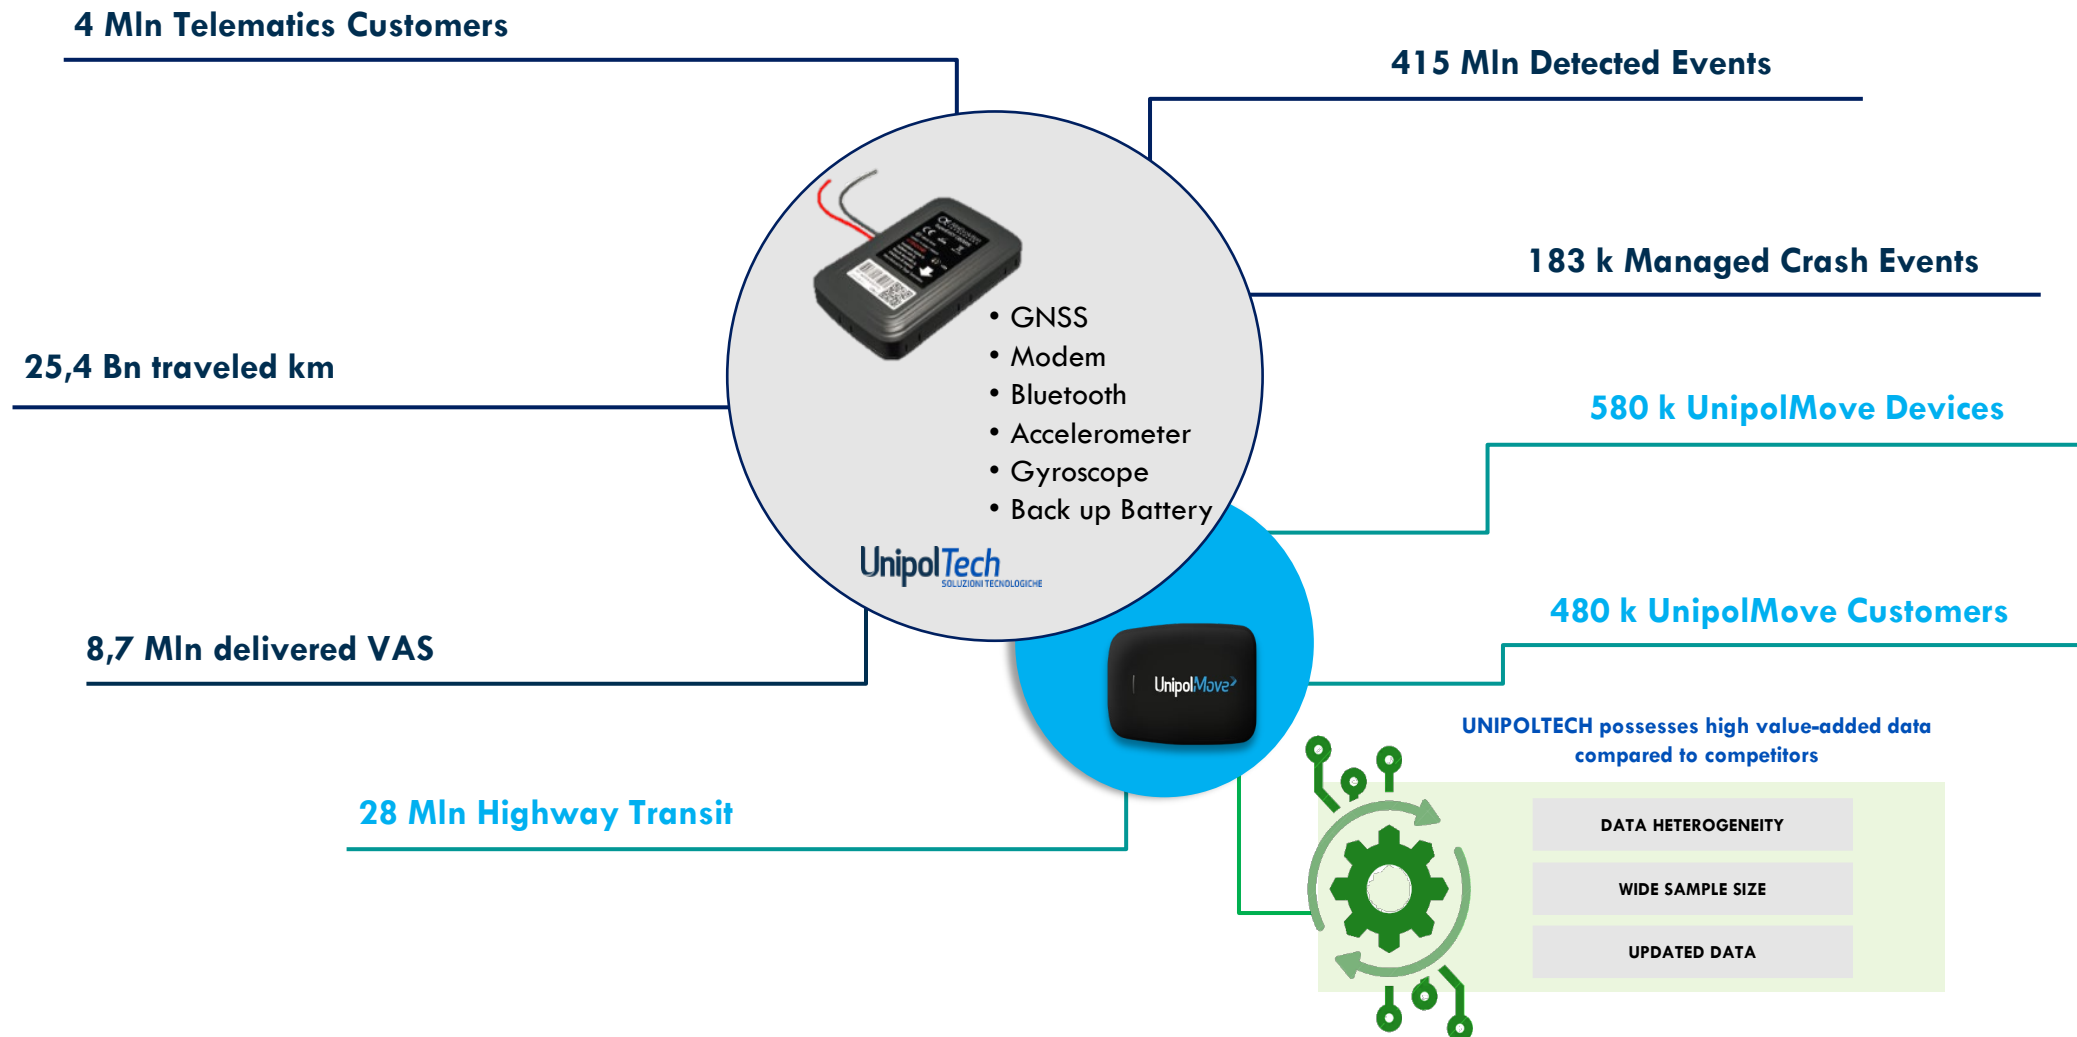 4 Mln Telematics Customers
415 Mln Detected Events
183 k Managed Crash Events
• GNSS
• Modem
• Bluetooth
• Accelerometer
• Gyroscope
• Back up Battery
25,4 Bn traveled km
580 k UnipolMove Devices
UnipolTech
SOLUZIONI TECNOLOGICHE
480 k UnipolMove Customers
8,7 Mln delivered VAS
UnipolMove
UNIPOLTECH possesses high value-added data
compared to competitors
28 Mln Highway Transit
DATA HETEROGENEITY
WIDE SAMPLE SIZE
UPDATED DATA